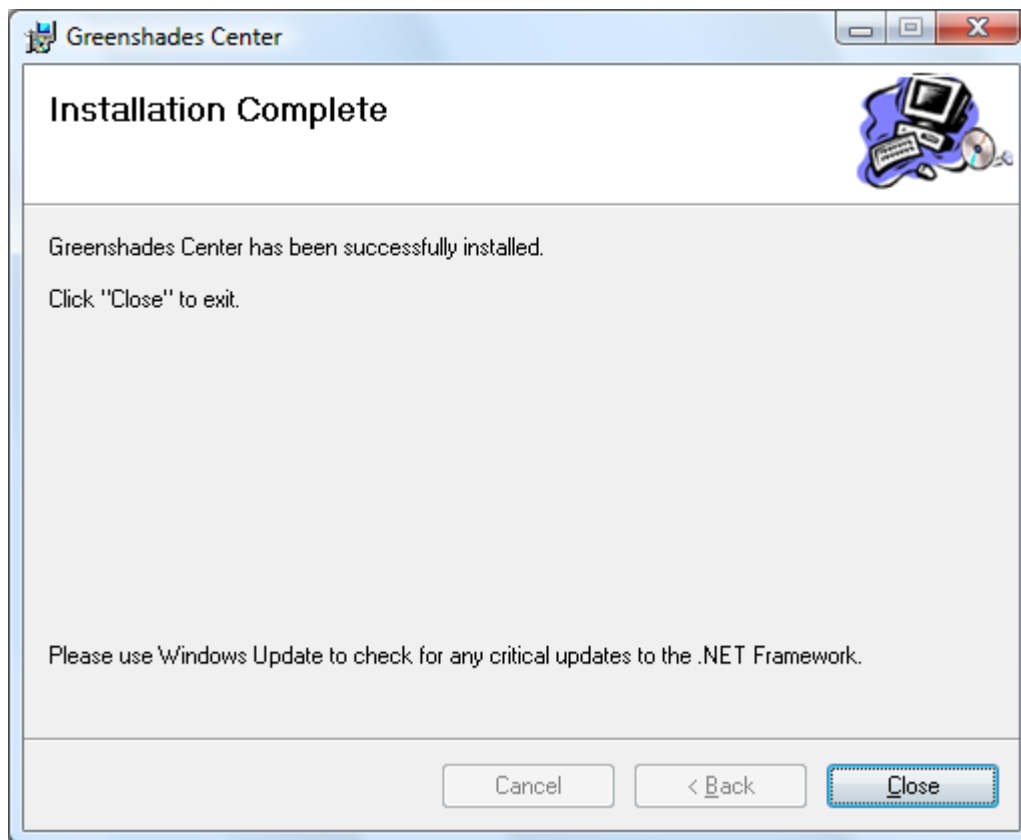 Greenshades Center
Installation Complete
Greenshades Center has been successfully installed.
Click "Close" to exit.
Please use Windows Update to check for any critical updates to the .NET Framework.
Cancel
< Back
Close